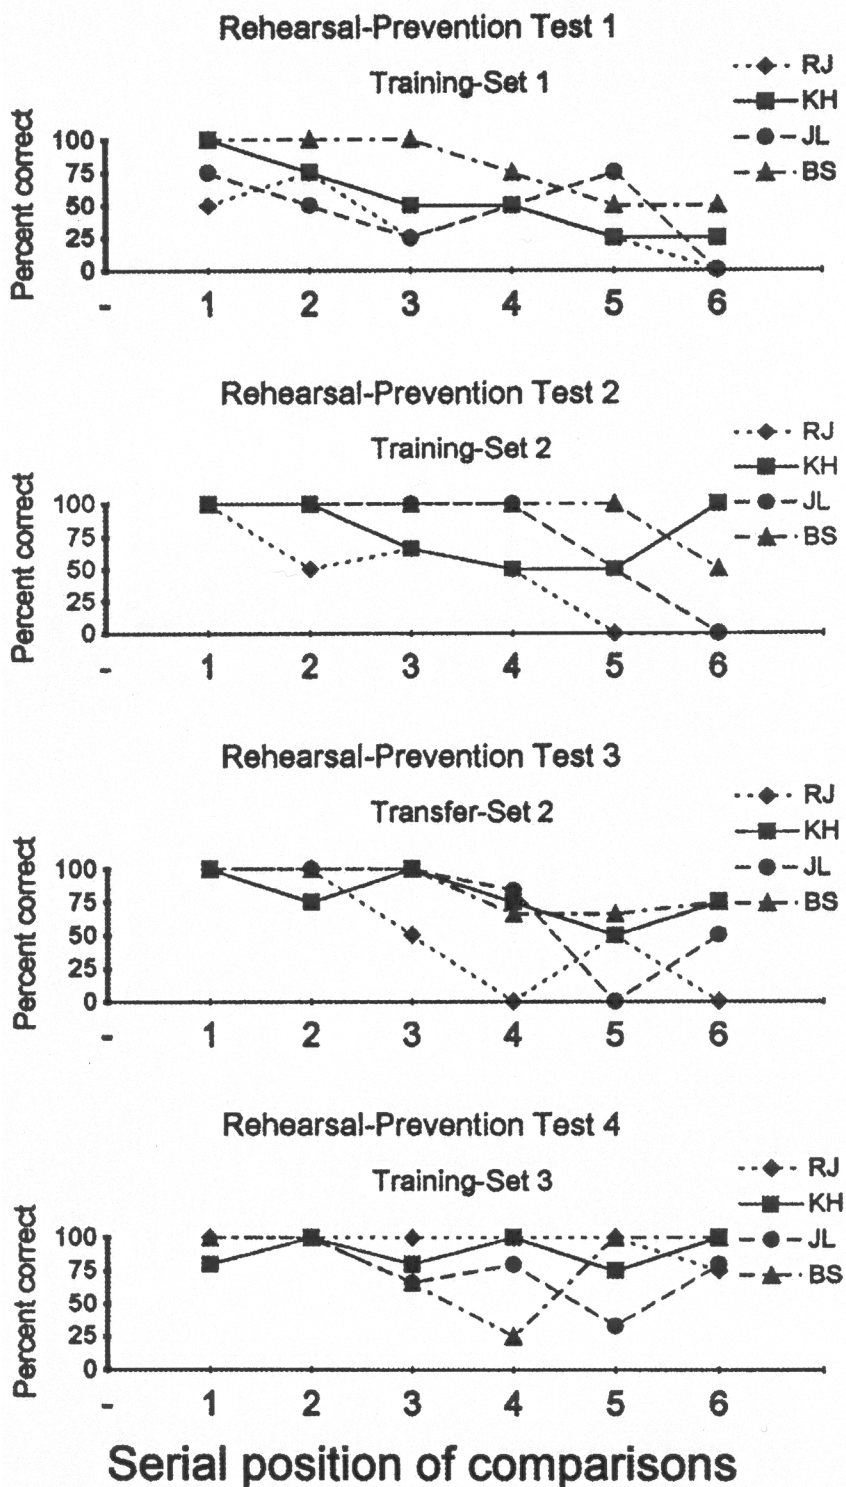 Rehearsal-Prevention Test 1
Training-Set 1
RJ
KH
JL
BS
Percent correct
100
75
50
25
0
- 1 2 3 4 5 6
Rehearsal-Prevention Test 2
Training-Set 2
RJ
KH
JL
BS
Percent correct
100
75
50
25
0
- 1 2 3 4 5 6
Rehearsal-Prevention Test 3
Transfer-Set 2
RJ
KH
JL
BS
Percent correct
100
75
50
25
0
- 1 2 3 4 5 6
Rehearsal-Prevention Test 4
Training-Set 3
RJ
KH
JL
BS
Percent correct
100
75
50
25
0
- 1 2 3 4 5 6
Serial position of comparisons